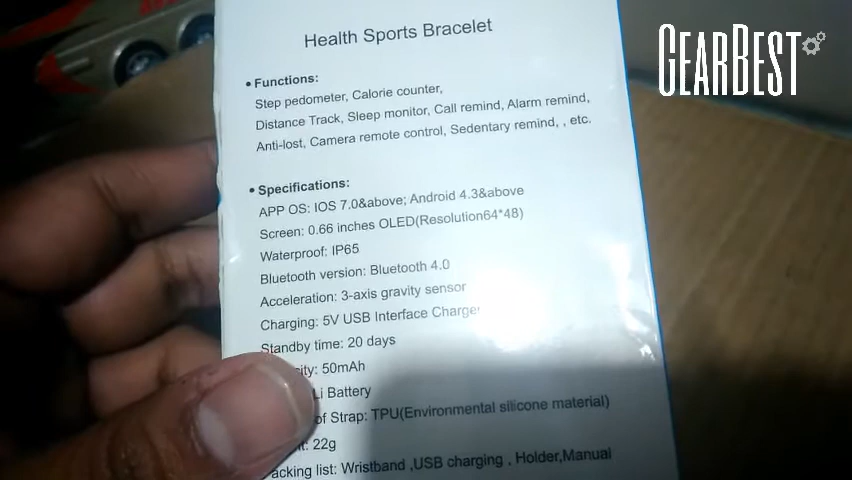 GEARBEST
Health Sports Bracelet
• Functions:
Step pedometer, Calorie counter,
Distance Track, Sleep monitor, Call remind, Alarm remind,
Anti-lost, Camera remote control, Sedentary remind, , etc.
• Specifications:
APP OS: IOS 7.0&above; Android 4.3&above
Screen: 0.66 inches OLED(Resolution64*48)
Waterproof: IP65
Bluetooth version: Bluetooth 4.0
Acceleration: 3-axis gravity sensor
Charging: 5V USB Interface Charger
Standby time: 20 days
50mAh
Li Battery
of Strap: TPU(Environmental silicone material)
22g
Packing list: Wristband ,USB charging , Holder,Manual